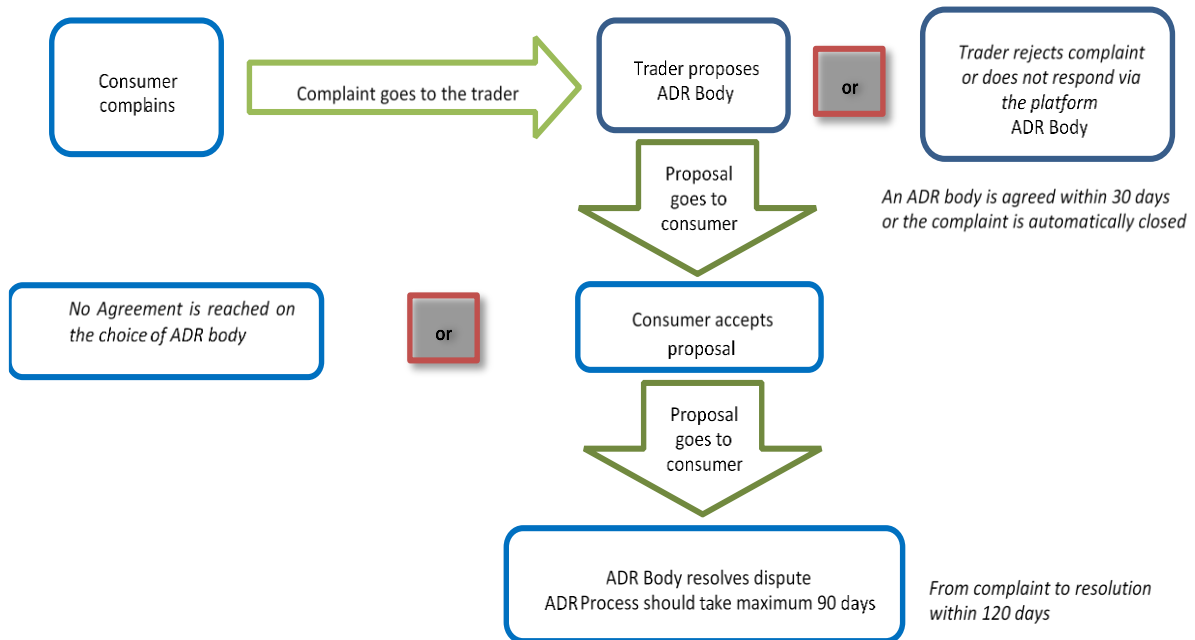 Consumer
complains
Complaint goes to the trader
Trader proposes
ADR Body
or
Trader rejects complaint
or does not respond via
the platform
ADR Body
Proposal
goes to
consumer
An ADR body is agreed within 30 days
or the complaint is automatically closed
No Agreement is reached on
the choice of ADR body
or
Consumer accepts
proposal
Proposal
goes to
consumer
ADR Body resolves dispute
ADR Process should take maximum 90 days
From complaint to resolution
within 120 days